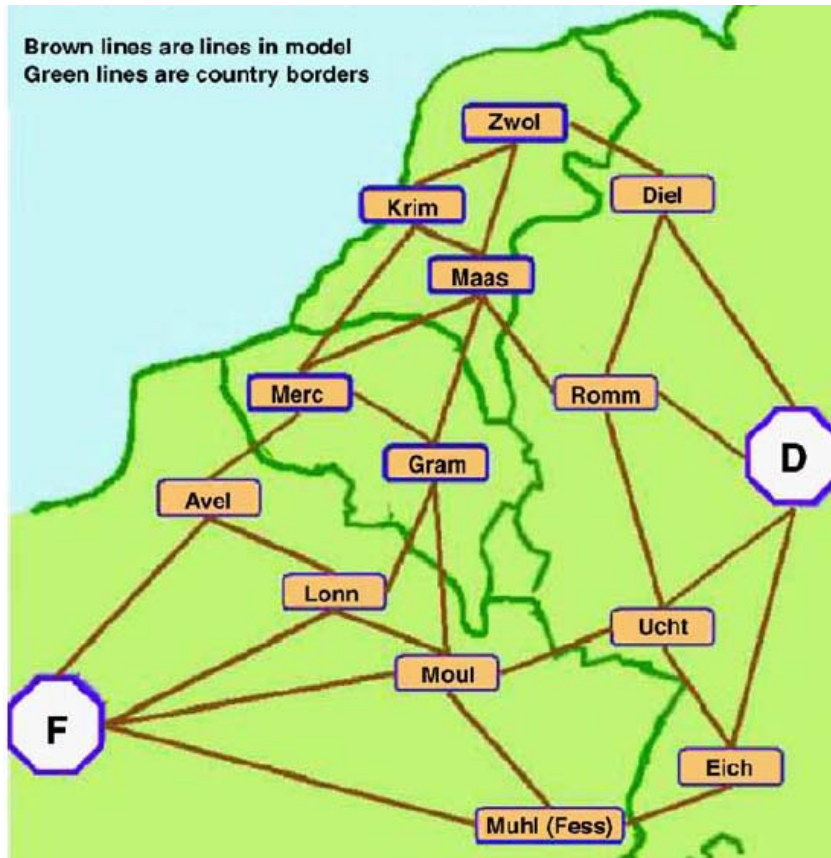 Brown lines are lines in model
Green lines are country borders
Zwol
Diel
Krim
Maas
Merc
Romm
Gram
D
Avel
Lonn
Ucht
Moul
F
Eich
Muhl (Fess)